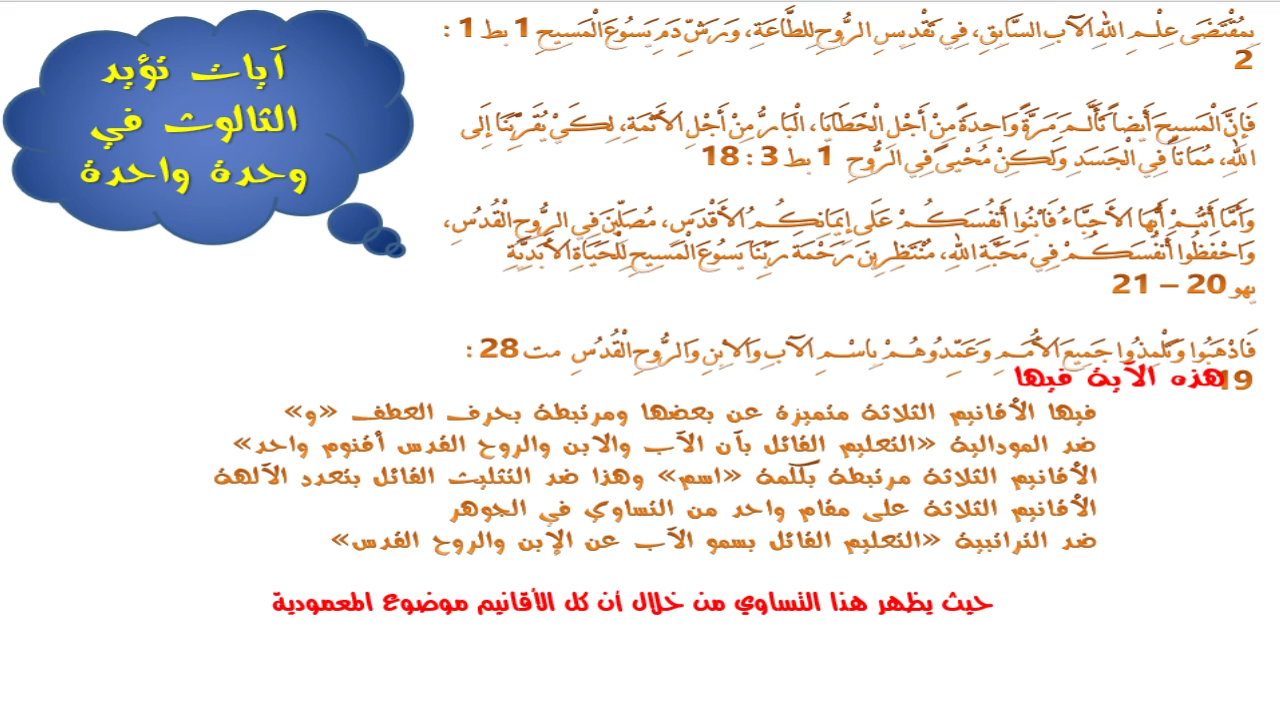 آيات تؤيد
الثالوث في
وحدة واحدة
بِمُقْتَضَى عِلْمِ اللهِ الآبِ السَّابِقِ، فِي تَقْدِيسِ الرُّوحِ لِلطَّاعَةِ، وَرَشِّ دَمِ يَسُوعَ الْمَسِيحِ 1 بط 1 :
2
فَإِنَّ الْمَسِيحَ أَيْضاً تَأَلَّمَ مَرَّةً وَاحِدَةً مِنْ أَجْلِ الْخَطَايَا، الْبَارُّ مِنْ أَجْلِ الأَثَمَةِ، لِكَيْ يُقَرِّبَنَا إِلَى
اللهِ، مُمَاتاً فِي الْجَسَدِ وَلَكِنْ مُحْيىً فِي الرُّوحِ 1 بط 3 : 18
وَأَمَّا أَنْتُمْ أَيُّهَا الأَحِبَّاءُ فَابْنُوا أَنْفُسَكُمْ عَلَى إِيمَانِكُمُ الأَقْدَسِ، مُصَلِّينَ فِي الرُّوحِ الْقُدُسِ،
وَاحْفَظُوا أَنْفُسَكُمْ فِي مَحَبَّةِ اللهِ، مُنْتَظِرِينَ رَحْمَةَ رَبِّنَا يَسُوعَ الْمَسِيحِ لِلْحَيَاةِ الأَبَدِيَّةِ
يهو 20 – 21
فَاذْهَبُوا وَتَلْمِذُوا جَمِيعَ الأُمَمِ وَعَمِّدُوهُمْ بِاسْمِ الآبِ وَالابْنِ وَالرُّوحِ الْقُدُسِ مت 28 :
19
هذه الآية فيها
فيها الأقانيم الثلاثة متميزة عن بعضها ومرتبطة بحرف العطف «و»
ضد المودالية «التعليم القائل بأن الآب والابن والروح القدس أقنوم واحد»
الأقانيم الثلاثة مرتبطة بكلمة «اسم» وهذا ضد التثليث القائل بتعدد الآلهة
الأقانيم الثلاثة على مقام واحد من التساوي في الجوهر
ضد التراتبية «التعليم القائل بسمو الآب عن الإبن والروح القدس»
حيث يظهر هذا التساوي من خلال أن كل الأقانيم موضوع المعمودية